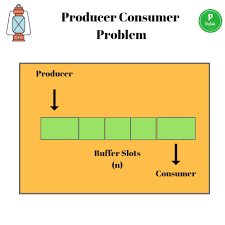 Producer Consumer
Problem
P
Producer
Buffer Slots
(n)
Consumer